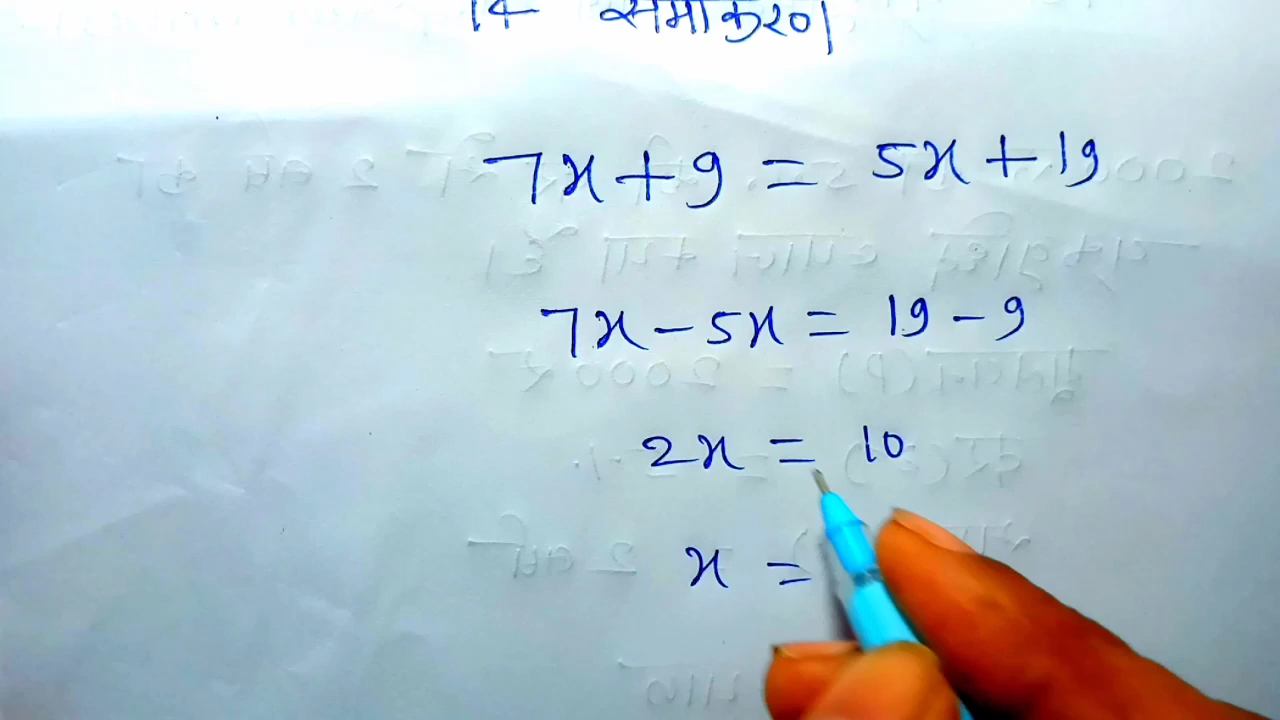 समीकरण
7x + 9 = 5x + 19
7x - 5x = 19 - 9
2x = 10
x =